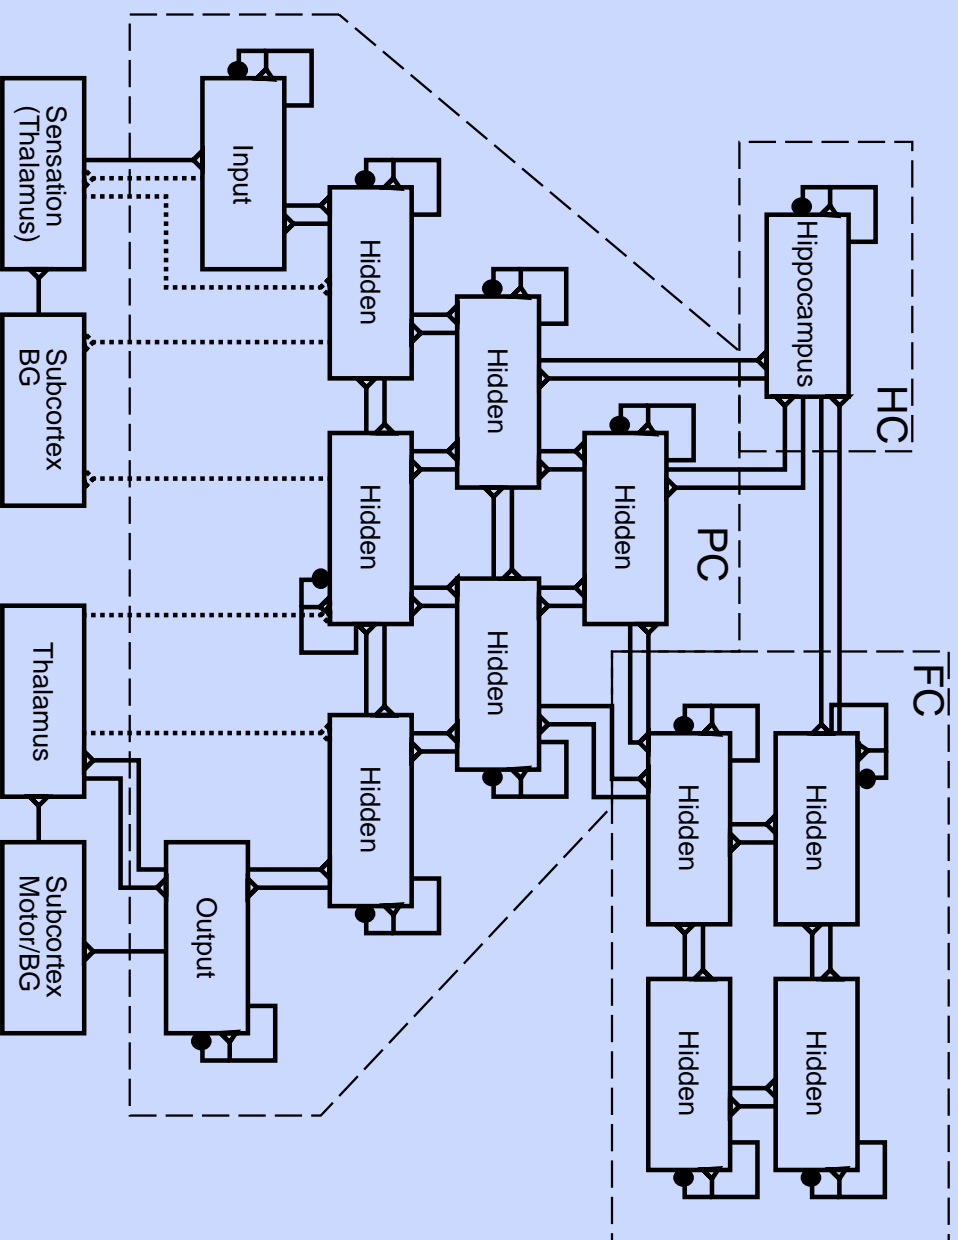 FC
HC
Hippocampus
Hidden
Hidden
PC
Hidden
Hidden
Hidden
Hidden
Hidden
Hidden
Hidden
Hidden
Input
Output
Sensation
(Thalamus)
Subcortex
BG
Thalamus
Subcortex
Motor/BG